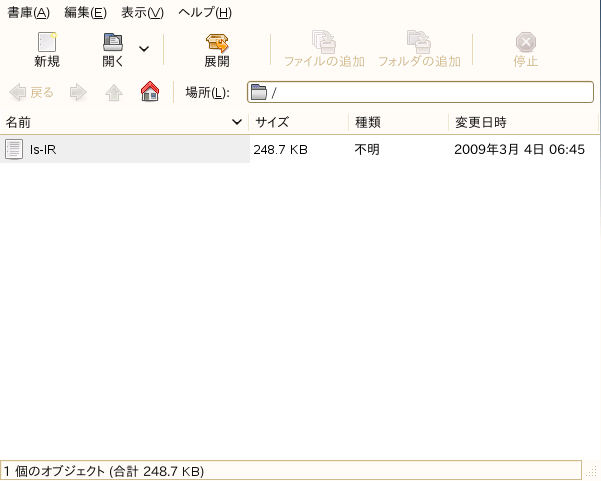 書庫(A) 編集(E) 表示(V) ヘルプ(H)
新規 開く 展開 ファイルの追加 フォルダの追加 停止
戻る 場所(L): /
名前 サイズ 種類 変更日時
ls-lR 248.7 KB 不明 2009年3月 4日 06:45
1 個のオブジェクト (合計 248.7 KB)